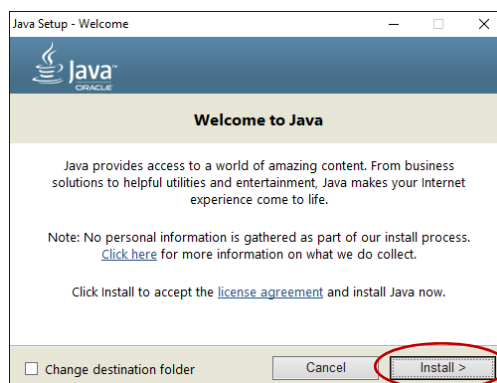 Java Setup - Welcome
Java™
ORACLE
Welcome to Java
Java provides access to a world of amazing content. From business
solutions to helpful utilities and entertainment, Java makes your Internet
experience come to life.
Note: No personal information is gathered as part of our install process.
Click here for more information on what we do collect.
Click Install to accept the license agreement and install Java now.
Change destination folder
Cancel
Install >